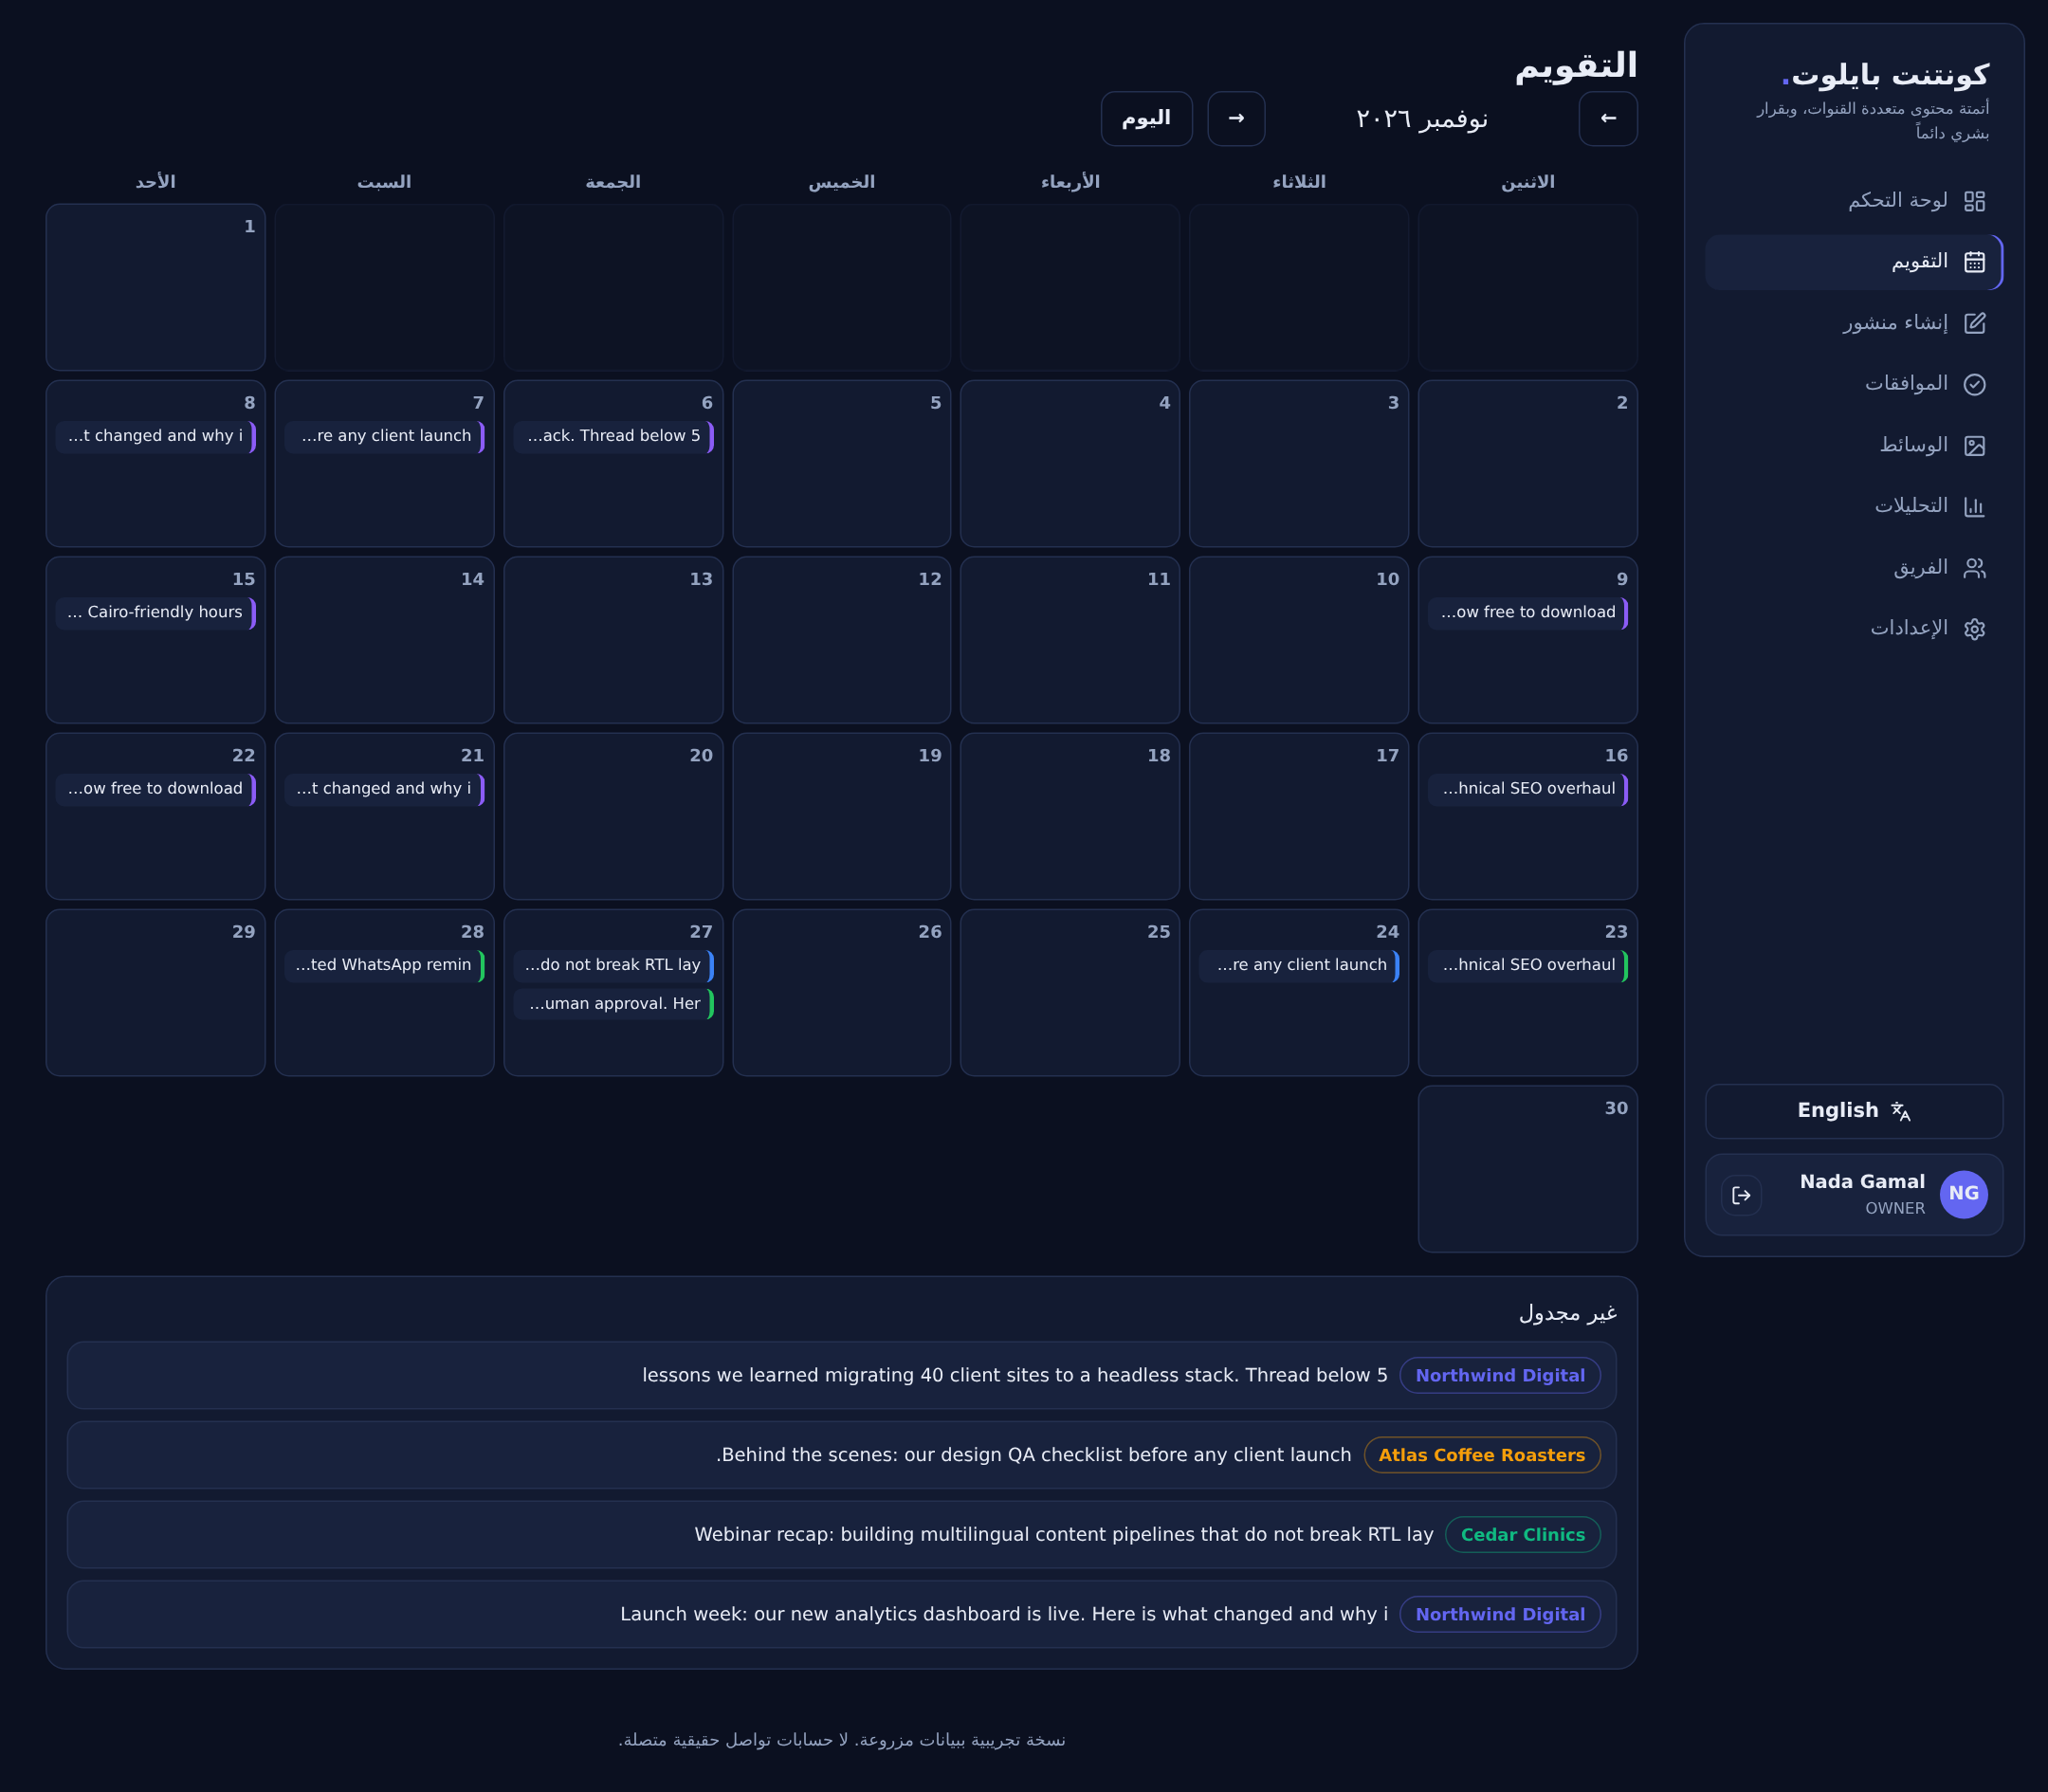 كونتنت بايلوت.
أتمتة محتوى متعددة القنوات، وبقرار
بشري دائماً
لوحة التحكم
التقويم
إنشاء منشور
الموافقات
الوسائط
التحليلات
الفريق
الإعدادات
English
NG
Nada Gamal
OWNER
التقويم
←
نوفمبر ٢٠٢٦
→
اليوم
الاثنين
الثلاثاء
الأربعاء
الخميس
الجمعة
السبت
الأحد
1
2
3
4
5
6
...ack. Thread below 5
7
...re any client launch
8
...t changed and why i
9
...ow free to download
10
11
12
13
14
15
... Cairo-friendly hours
16
...hnical SEO overhaul
17
18
19
20
21
...t changed and why i
22
...ow free to download
23
...hnical SEO overhaul
24
...re any client launch
25
26
27
...do not break RTL lay
...uman approval. Her
28
...ted WhatsApp remin
29
30
غير مجدول
Northwind Digital
lessons we learned migrating 40 client sites to a headless stack. Thread below 5
Atlas Coffee Roasters
.Behind the scenes: our design QA checklist before any client launch
Cedar Clinics
Webinar recap: building multilingual content pipelines that do not break RTL lay
Northwind Digital
Launch week: our new analytics dashboard is live. Here is what changed and why i
نسخة تجريبية ببيانات مزروعة. لا حسابات تواصل حقيقية متصلة.